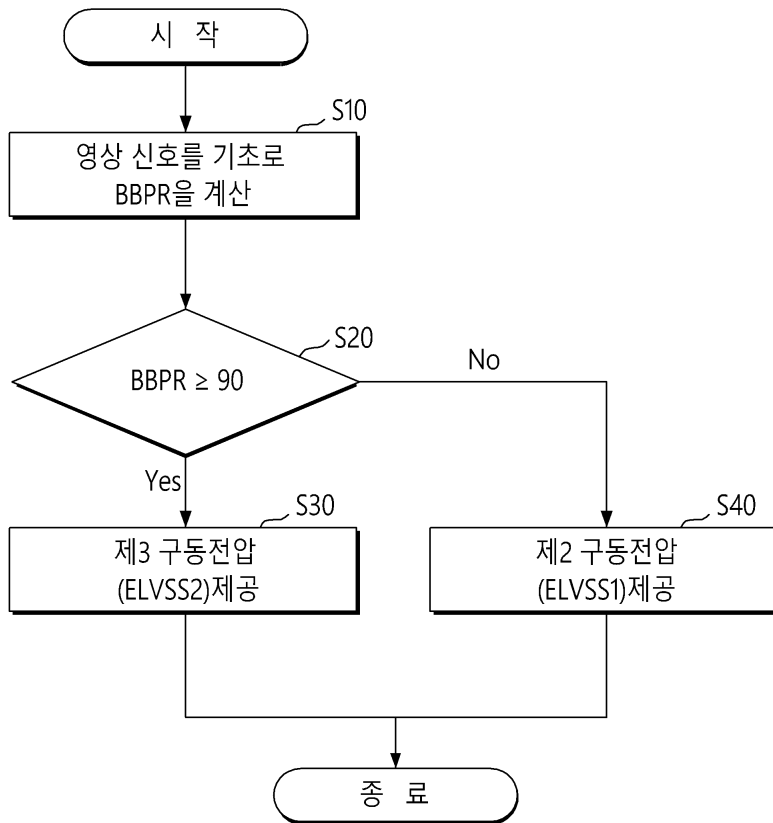 시 작
S10
영상 신호를 기초로
BBPR을 계산
S20
BBPR ≥ 90
No
Yes
S30
제3 구동전압
(ELVSS2)제공
S40
제2 구동전압
(ELVSS1)제공
종 료